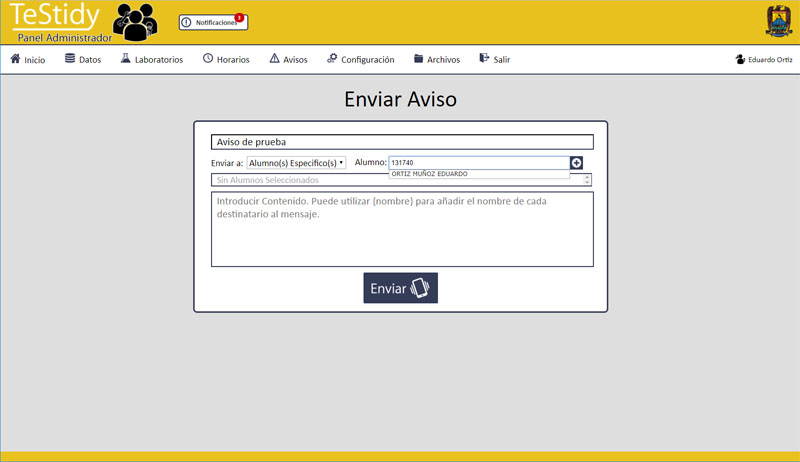 TeStidy
Panel Administrador
Notificaciones
3
Inicio
Datos
Laboratorios
Horarios
Avisos
Configuración
Archivos
Salir
Eduardo Ortiz
Enviar Aviso
Aviso de prueba
Enviar a: Alumno(s) Especifico(s) Alumno: 131740
ORTIZ MUÑOZ EDUARDO
Sin Alumnos Seleccionados
Introducir Contenido. Puede utilizar {nombre} para añadir el nombre de cada
destinatario al mensaje.
Enviar